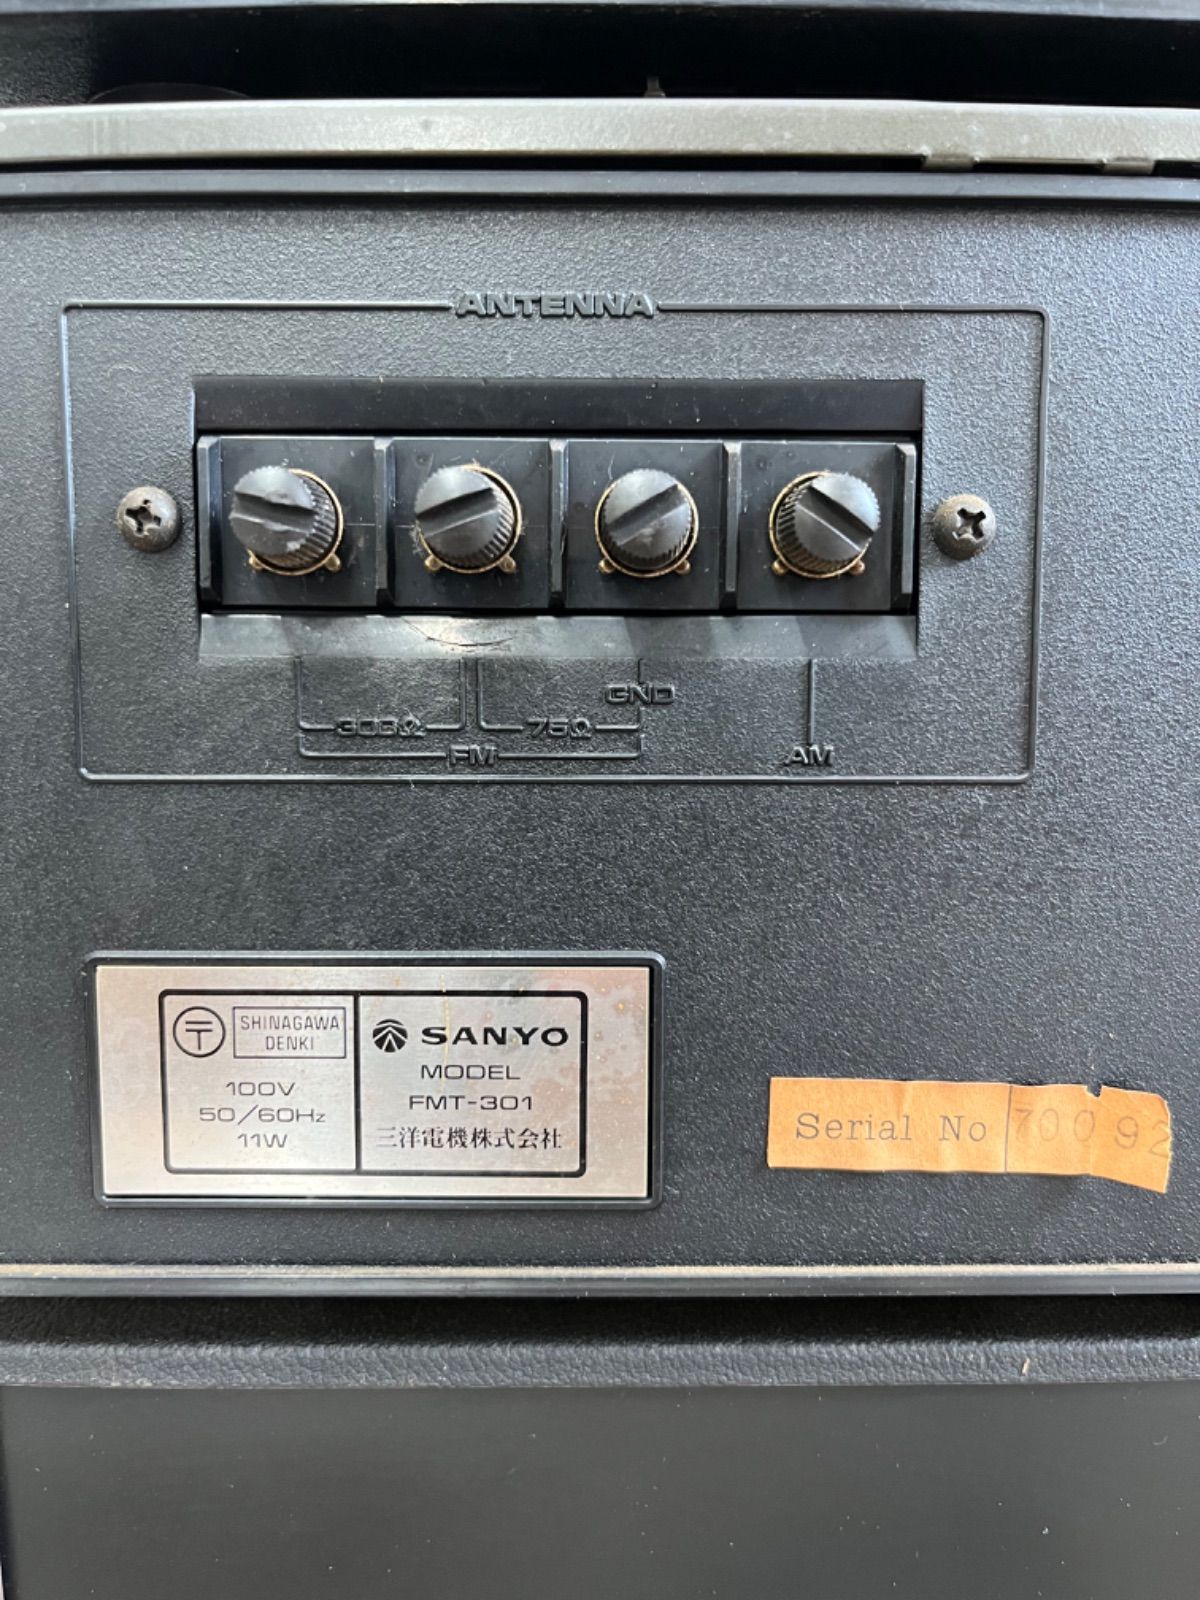 ANTENNA
GND
300Ω 75Ω
FM AM
〒 SHINAGAWA
DENKI
100V
50/60Hz
11W
SANYO
MODEL
FMT-301
三洋電機株式会社
Serial No 70092